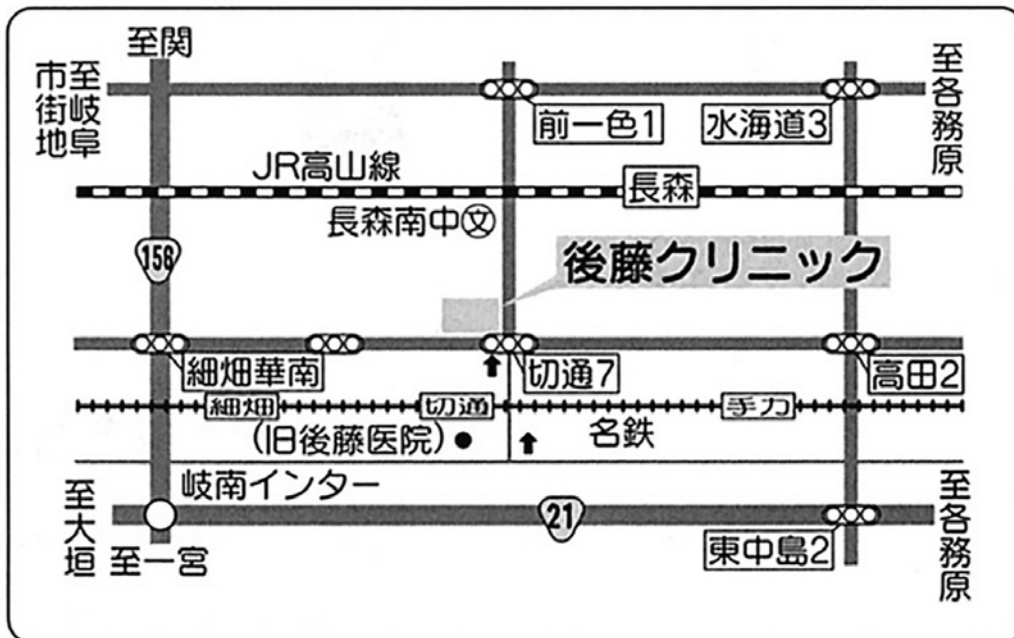 至関
至岐阜
市街地
前一色1
水海道3
至各務原
JR高山線
長森
長森南中文
156
後藤クリニック
細畑華南
切通7
高田2
細畑
切通
手力
(旧後藤医院)
名鉄
岐南インター
至大垣
21
至各務原
至一宮
東中島2